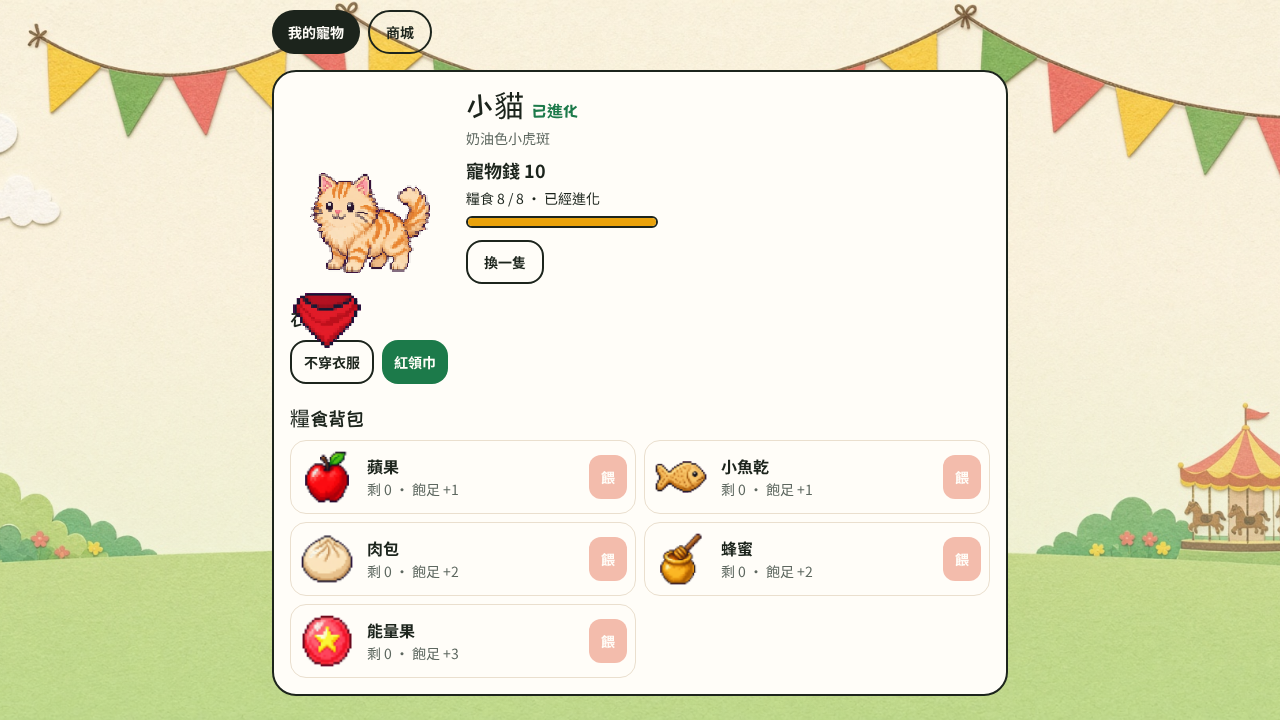 我的寵物
商城
小貓 已進化
奶油色小虎斑
寵物錢 10
糧食 8 / 8 · 已經進化
換一隻
不穿衣服
紅領巾
糧食背包
蘋果
剩 0 · 飽足 +1
餵
小魚乾
剩 0 · 飽足 +1
餵
肉包
剩 0 · 飽足 +2
餵
蜂蜜
剩 0 · 飽足 +2
餵
能量果
剩 0 · 飽足 +3
餵